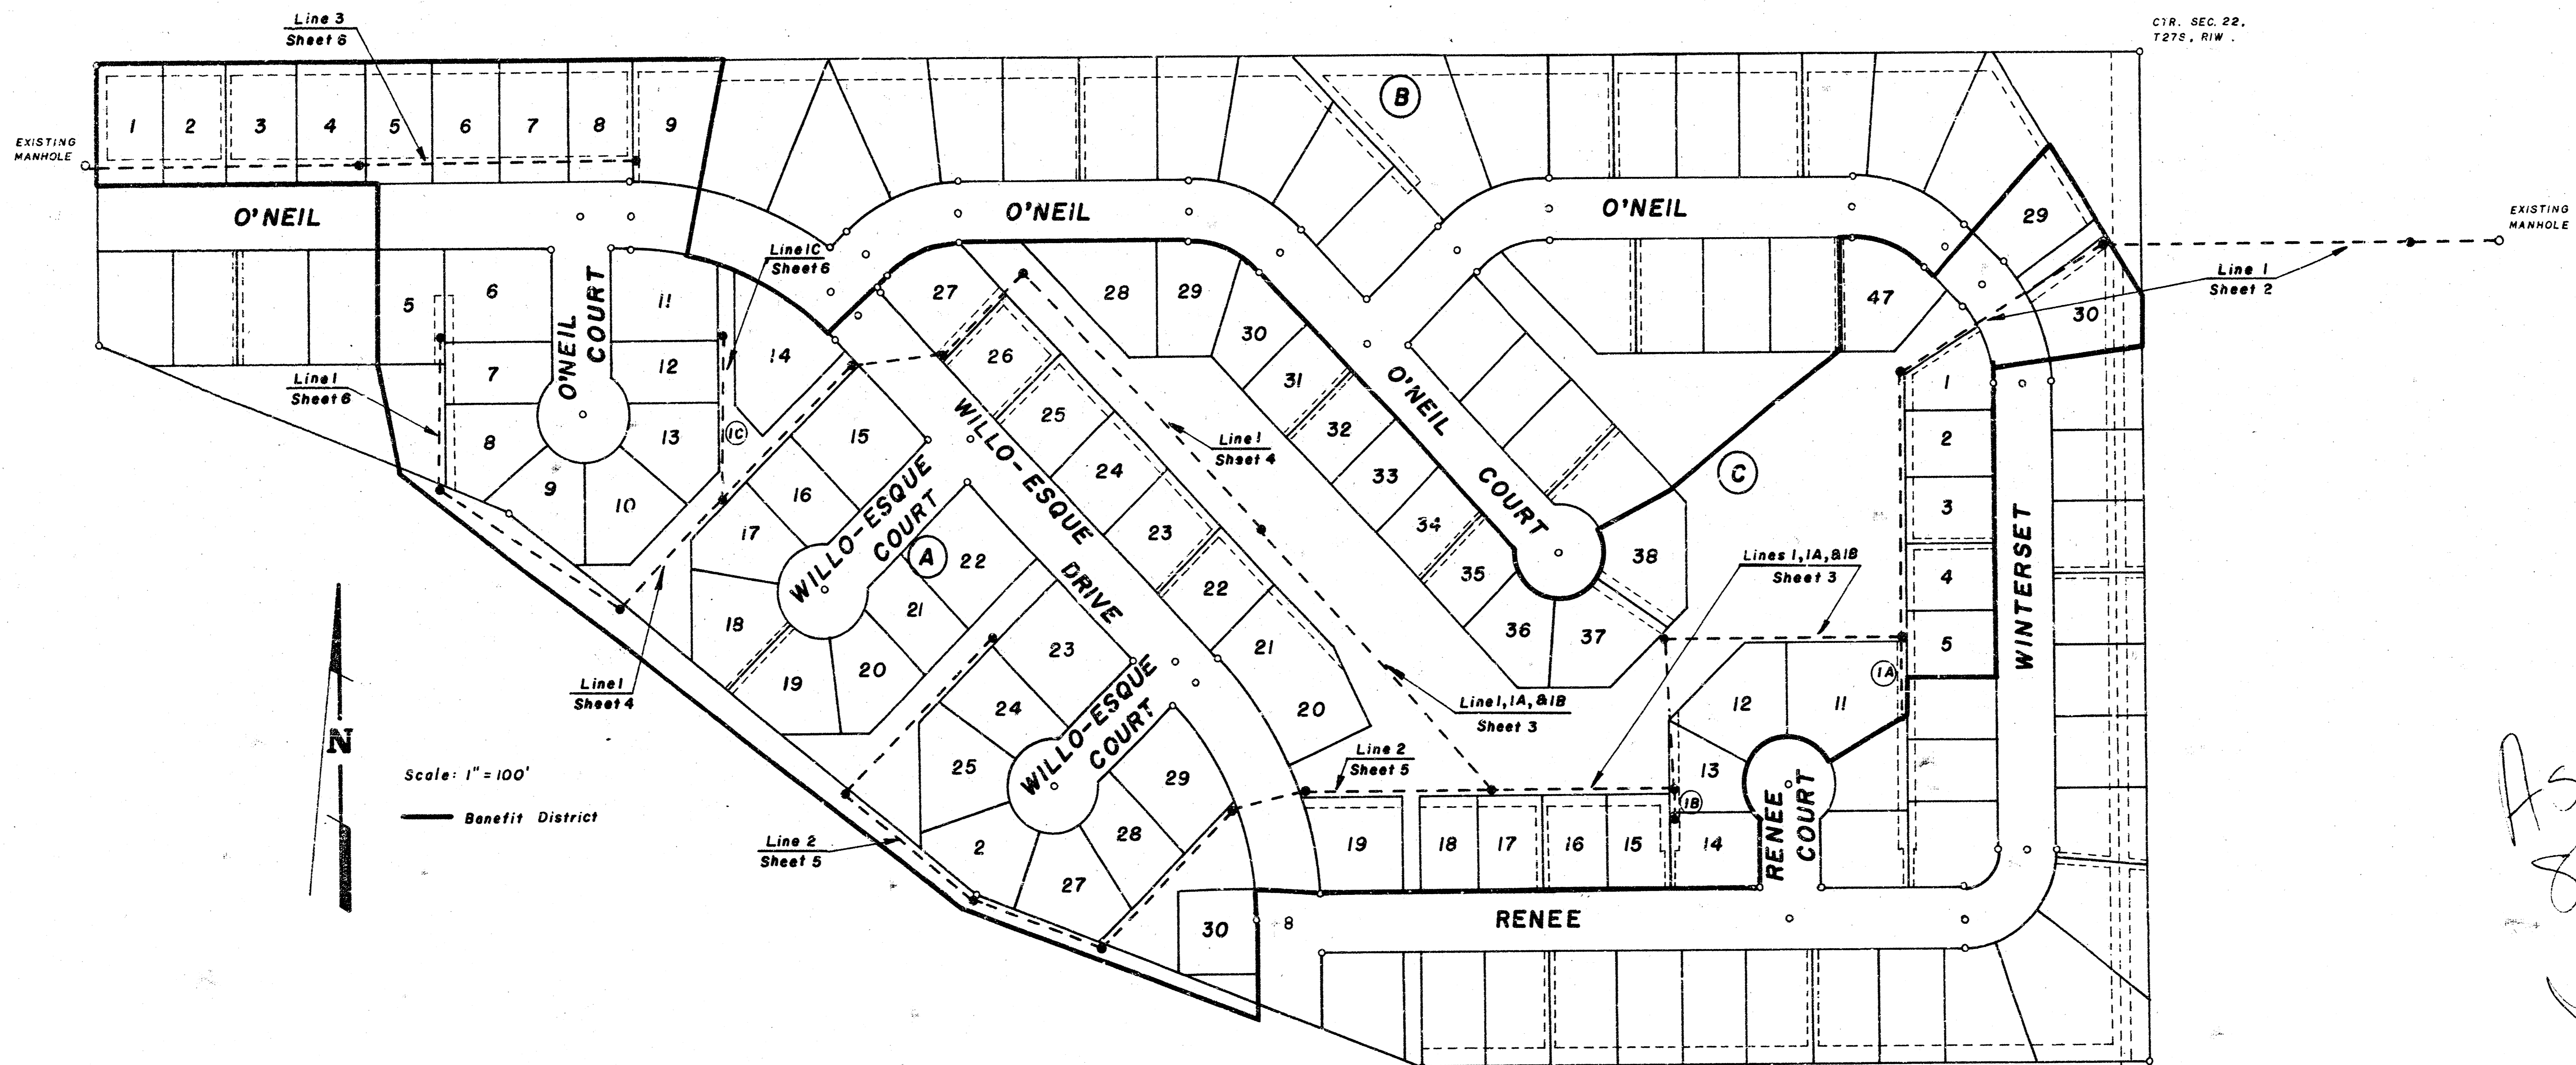 Line 3
Sheet 6
CTR. SEC. 22,
T27S, R1W.
B
1 2 3 4 5 6 7 8 9
EXISTING
MANHOLE
O'NEIL
O'NEIL
O'NEIL
29
EXISTING
MANHOLE
Line 1C
Sheet 6
Line 1
Sheet 2
5 6 11
O'NEIL
COURT
14
27
28 29
47
30
7 12
26
30
31
1
Line 1
Sheet 6
8 13
1C
15
25
32
2
WILLO-ESQUE
DRIVE
Line 1
Sheet 4
O'NEIL
COURT
C
9 10
16
24
33
3
17
WILLO-ESQUE
COURT
A
22
23
34
38
Lines 1, 1A, & 1B
Sheet 3
4
WINTERSET
18
21
22
35
19 20
23
21
36 37
5
1A
Line 1
Sheet 4
24
WILLO-ESQUE
COURT
20
Line 1, 1A, & 1B
Sheet 3
12 11
N
Scale: 1" = 100'
Benefit District
25
29
Line 2
Sheet 5
13
1B
RENEE
COURT
Line 2
Sheet 5
2
28
27
19 18 17 16 15 14
30
8
RENEE
As
8